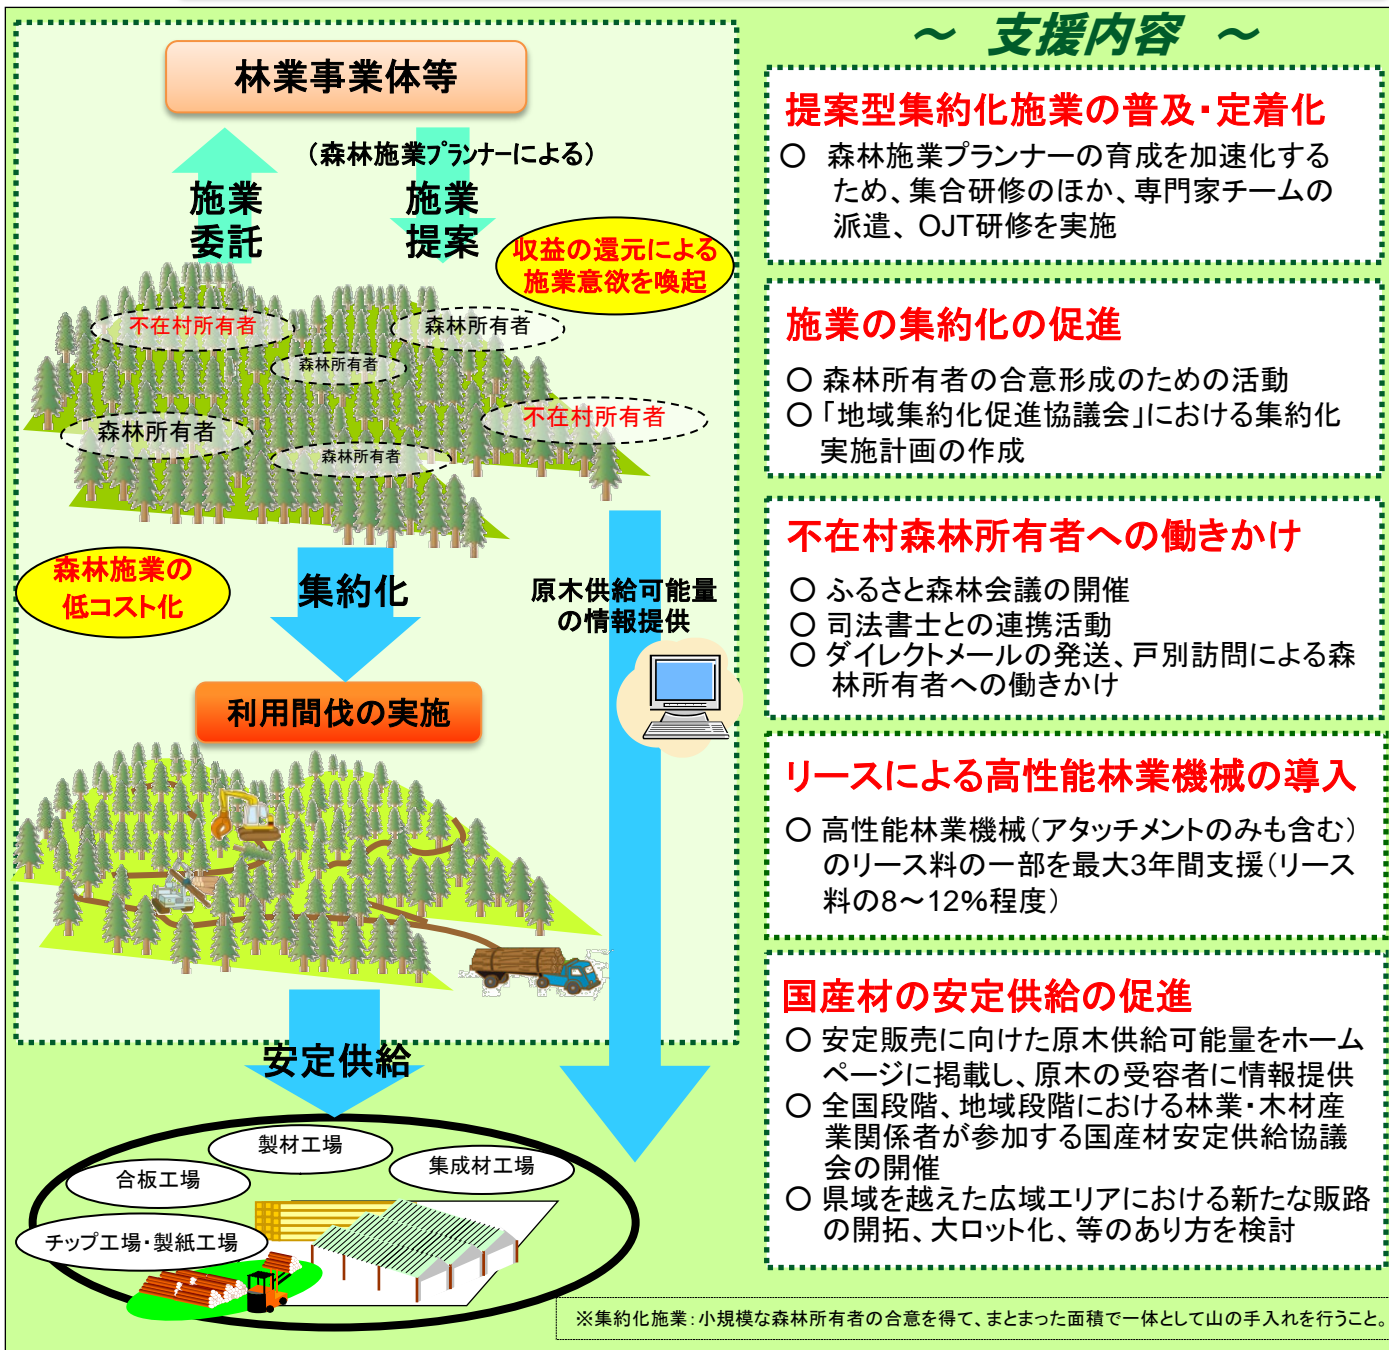 林業事業体等
(森林施業プランナーによる)
施業
委託
施業
提案
収益の還元による
施業意欲を喚起
不在村所有者
森林所有者
森林所有者
不在村所有者
森林所有者
森林所有者
森林施業の
低コスト化
集約化
原木供給可能量
の情報提供
利用間伐の実施
安定供給
製材工場
合板工場
集成材工場
チップ工場・製紙工場
～ 支援内容 ～
提案型集約化施業の普及・定着化
○ 森林施業プランナーの育成を加速化する
ため、集合研修のほか、専門家チームの
派遣、OJT研修を実施
施業の集約化の促進
○ 森林所有者の合意形成のための活動
○ 「地域集約化促進協議会」における集約化
実施計画の作成
不在村森林所有者への働きかけ
○ ふるさと森林会議の開催
○ 司法書士との連携活動
○ ダイレクトメールの発送、戸別訪問による森
林所有者への働きかけ
リースによる高性能林業機械の導入
○ 高性能林業機械(アタッチメントのみも含む)
のリース料の一部を最大3年間支援(リース
料の8～12%程度)
国産材の安定供給の促進
○ 安定販売に向けた原木供給可能量をホーム
ページに掲載し、原木の受容者に情報提供
○ 全国段階、地域段階における林業・木材産
業関係者が参加する国産材安定供給協議
会の開催
○ 県域を越えた広域エリアにおける新たな販路
の開拓、大ロット化、等のあり方を検討
※集約化施業:小規模な森林所有者の合意を得て、まとまった面積で一体として山の手入れを行うこと。